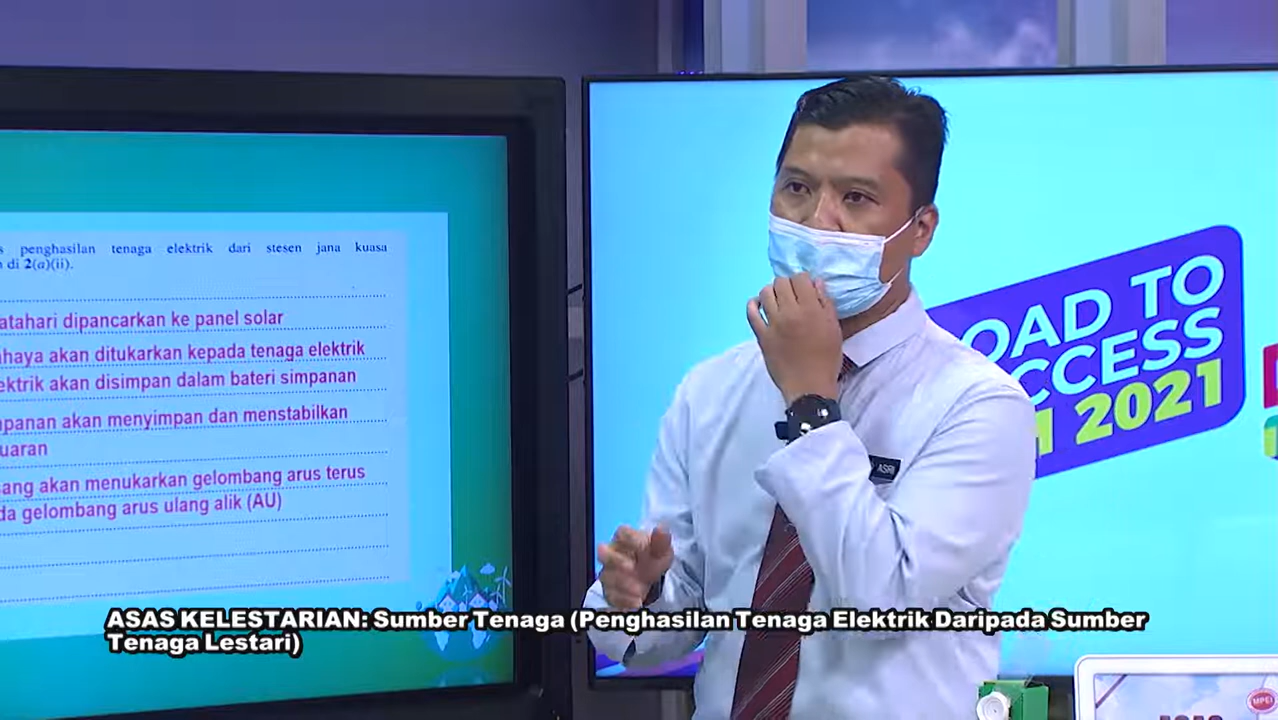 penghasilan tenaga elektrik dari stesen jana kuasa
di 2(a)(ii).
atahari dipancarkan ke panel solar
ahaya akan ditukarkan kepada tenaga elektrik
ektrik akan disimpan dalam bateri simpanan
panan akan menyimpan dan menstabilkan
uaran
sang akan menukarkan gelombang arus terus
da gelombang arus ulang alik (AU)
OAD TO
CCESS
2021
ASRI
ASAS KELESTARIAN: Sumber Tenaga (Penghasilan Tenaga Elektrik Daripada Sumber
Tenaga Lestari)
MPEI